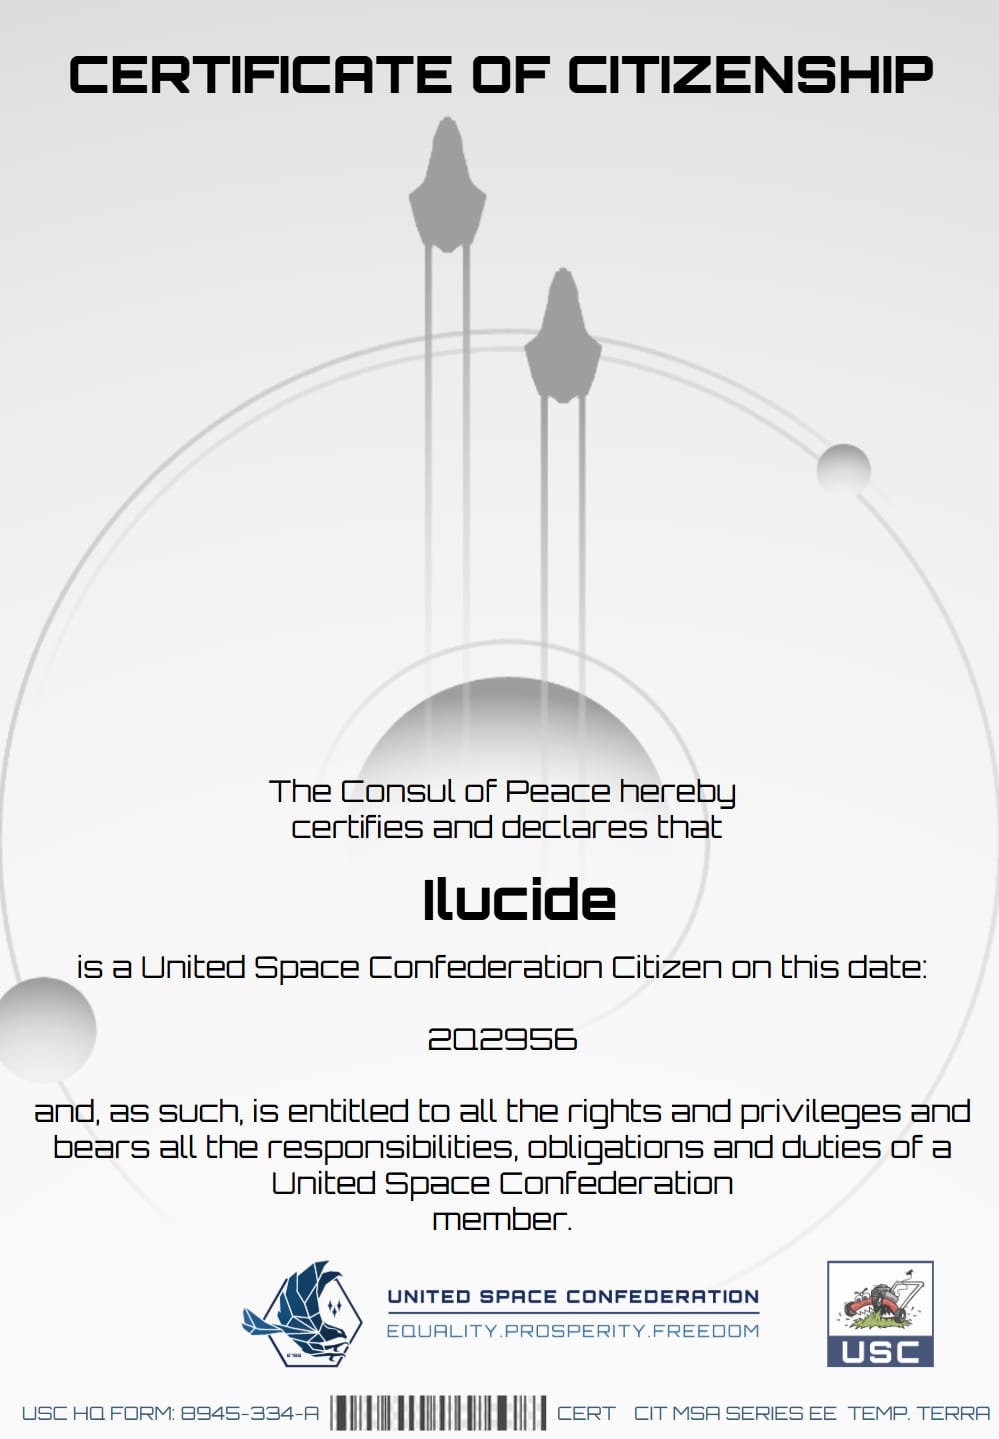 CERTIFICATE OF CITIZENSHIP
The Consul of Peace hereby
certifies and declares that
Ilucide
is a United Space Confederation Citizen on this date:
2Q2956
and, as such, is entitled to all the rights and privileges and
bears all the responsibilities, obligations and duties of a
United Space Confederation
member.
UNITED SPACE CONFEDERATION
EQUALITY.PROSPERITY.FREEDOM
USC
USC HQ FORM: 8945-334-A CERT CIT MSA SERIES EE TEMP. TERRA